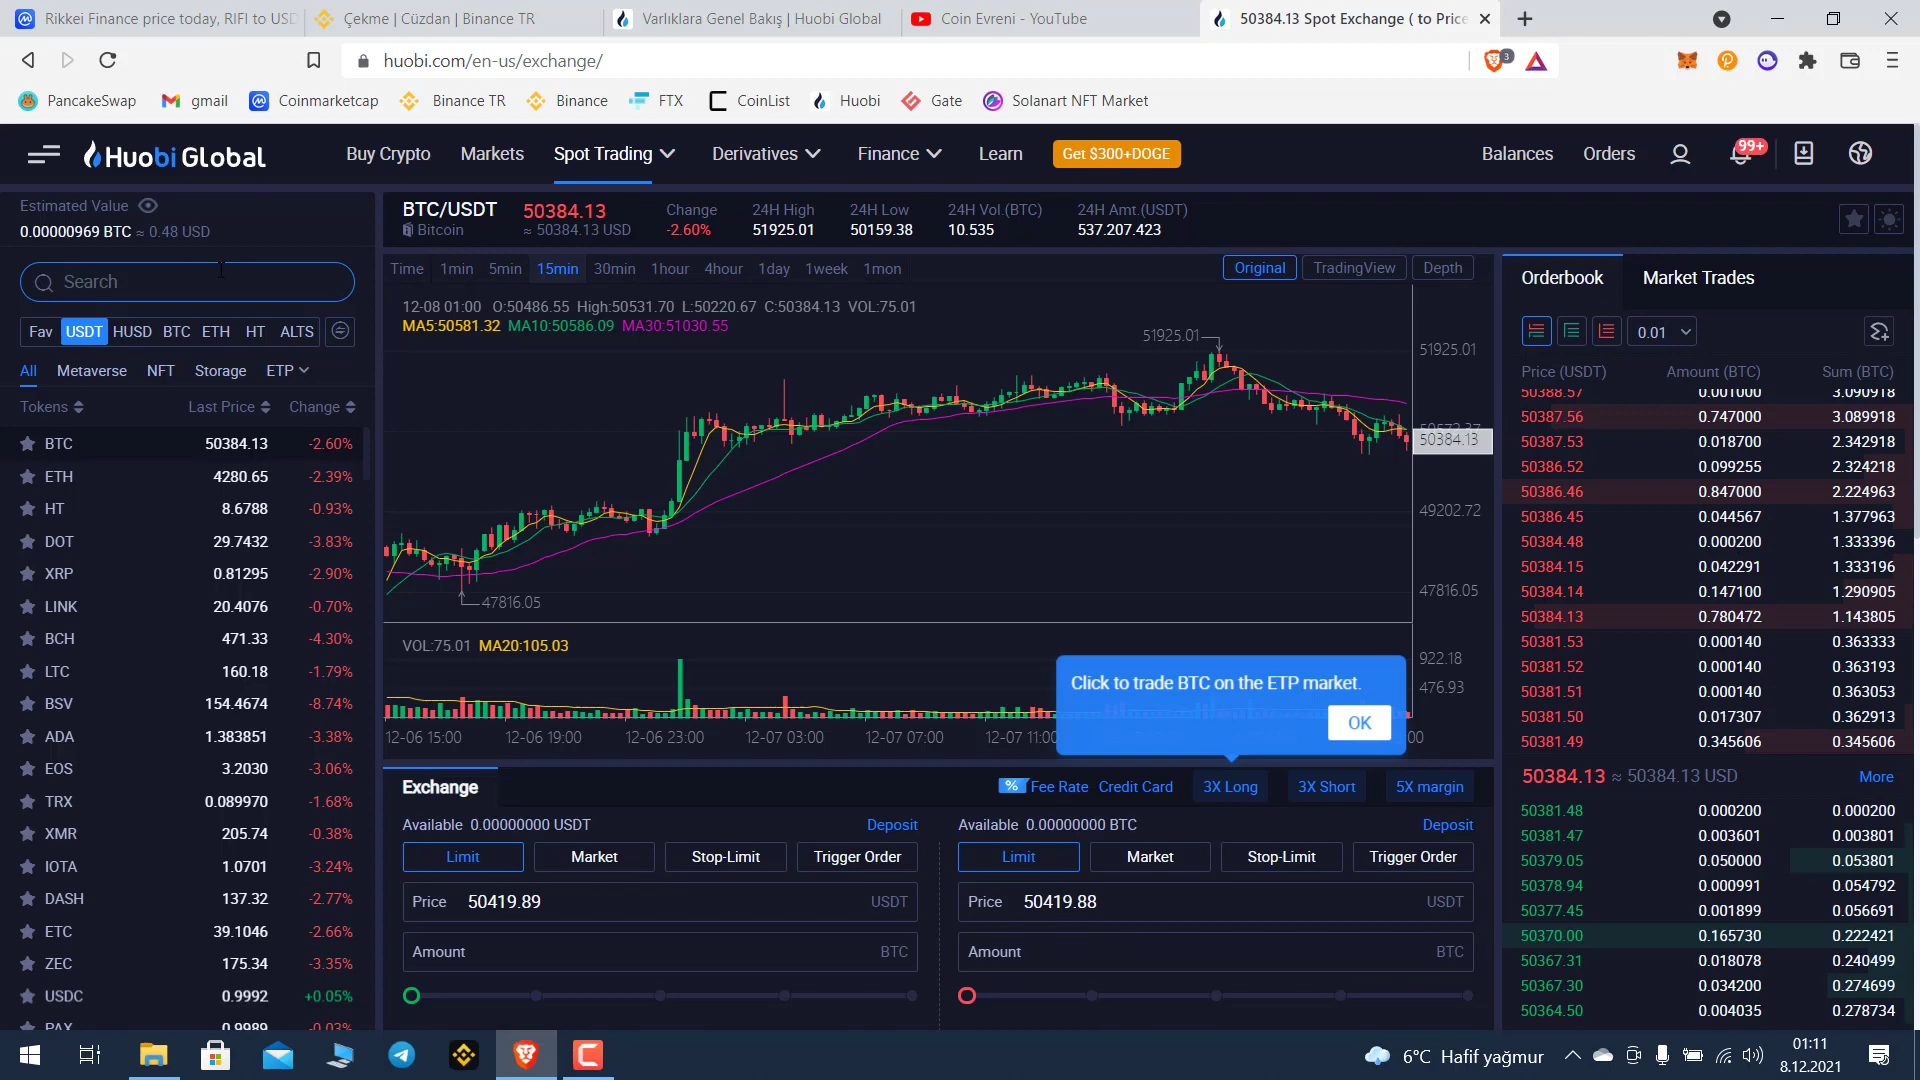 Rikkei Finance price today, RIFI to USD
Çekme | Cüzdan | Binance TR
Varlıklara Genel Bakış | Huobi Global
Coin Evreni - YouTube
50384.13 Spot Exchange ( to Price
huobi.com/en-us/exchange/
3
PancakeSwap gmail Coinmarketcap Binance TR Binance FTX CoinList Huobi Gate Solanart NFT Market
Huobi Global Buy Crypto Markets Spot Trading Derivatives Finance Learn Get $300+DOGE Balances Orders 99+
Estimated Value
0.00000969 BTC ≈ 0.48 USD
Search
Fav USDT HUSD BTC ETH HT ALTS
All Metaverse NFT Storage ETP
Tokens Last Price Change
BTC 50384.13 -2.60%
ETH 4280.65 -2.39%
HT 8.6788 -0.93%
DOT 29.7432 -3.83%
XRP 0.81295 -2.90%
LINK 20.4076 -0.70%
BCH 471.33 -4.30%
LTC 160.18 -1.79%
BSV 154.4674 -8.74%
ADA 1.383851 -3.38%
EOS 3.2030 -3.06%
TRX 0.089970 -1.68%
XMR 205.74 -0.38%
IOTA 1.0701 -3.24%
DASH 137.32 -2.77%
ETC 39.1046 -2.66%
ZEC 175.34 -3.35%
USDC 0.9992 +0.05%
PAX 0.9989 -0.03%
BTC/USDT 50384.13 Change 24H High 24H Low 24H Vol.(BTC) 24H Amt.(USDT)
Bitcoin ≈ 50384.13 USD -2.60% 51925.01 50159.38 10.535 537.207.423
Time 1min 5min 15min 30min 1hour 4hour 1day 1week 1mon Original TradingView Depth
12-08 01:00 O:50486.55 High:50531.70 L:50220.67 C:50384.13 VOL:75.01
MA5:50581.32 MA10:50586.09 MA30:51030.55
51925.01
51925.01
50384.13
49202.72
47816.05
47816.05
VOL:75.01 MA20:105.03
922.18
476.93
Click to trade BTC on the ETP market.
OK
12-06 15:00 12-06 19:00 12-06 23:00 12-07 03:00 12-07 07:00 12-07 11:00
Exchange % Fee Rate Credit Card 3X Long 3X Short 5X margin
Available 0.00000000 USDT Deposit
Limit Market Stop-Limit Trigger Order
Price 50419.89 USDT
Amount BTC
Available 0.00000000 BTC Deposit
Limit Market Stop-Limit Trigger Order
Price 50419.88 USDT
Amount BTC
Orderbook Market Trades
0.01
Price (USDT) Amount (BTC) Sum (BTC)
50388.57 0.001000 3.090918
50387.56 0.747000 3.089918
50387.53 0.018700 2.342918
50386.52 0.099255 2.324218
50386.46 0.847000 2.224963
50386.45 0.044567 1.377963
50384.48 0.000200 1.333396
50384.15 0.042291 1.333196
50384.14 0.147100 1.290905
50384.13 0.780472 1.143805
50381.53 0.000140 0.363333
50381.52 0.000140 0.363193
50381.51 0.000140 0.363053
50381.50 0.017307 0.362913
50381.49 0.345606 0.345606
50384.13 ≈ 50384.13 USD More
50381.48 0.000200 0.000200
50381.47 0.003601 0.003801
50379.05 0.050000 0.053801
50378.94 0.000991 0.054792
50377.45 0.001899 0.056691
50370.00 0.165730 0.222421
50367.31 0.018078 0.240499
50367.30 0.034200 0.274699
50364.50 0.004035 0.278734
6°C Hafif yağmur
01:11
8.12.2021